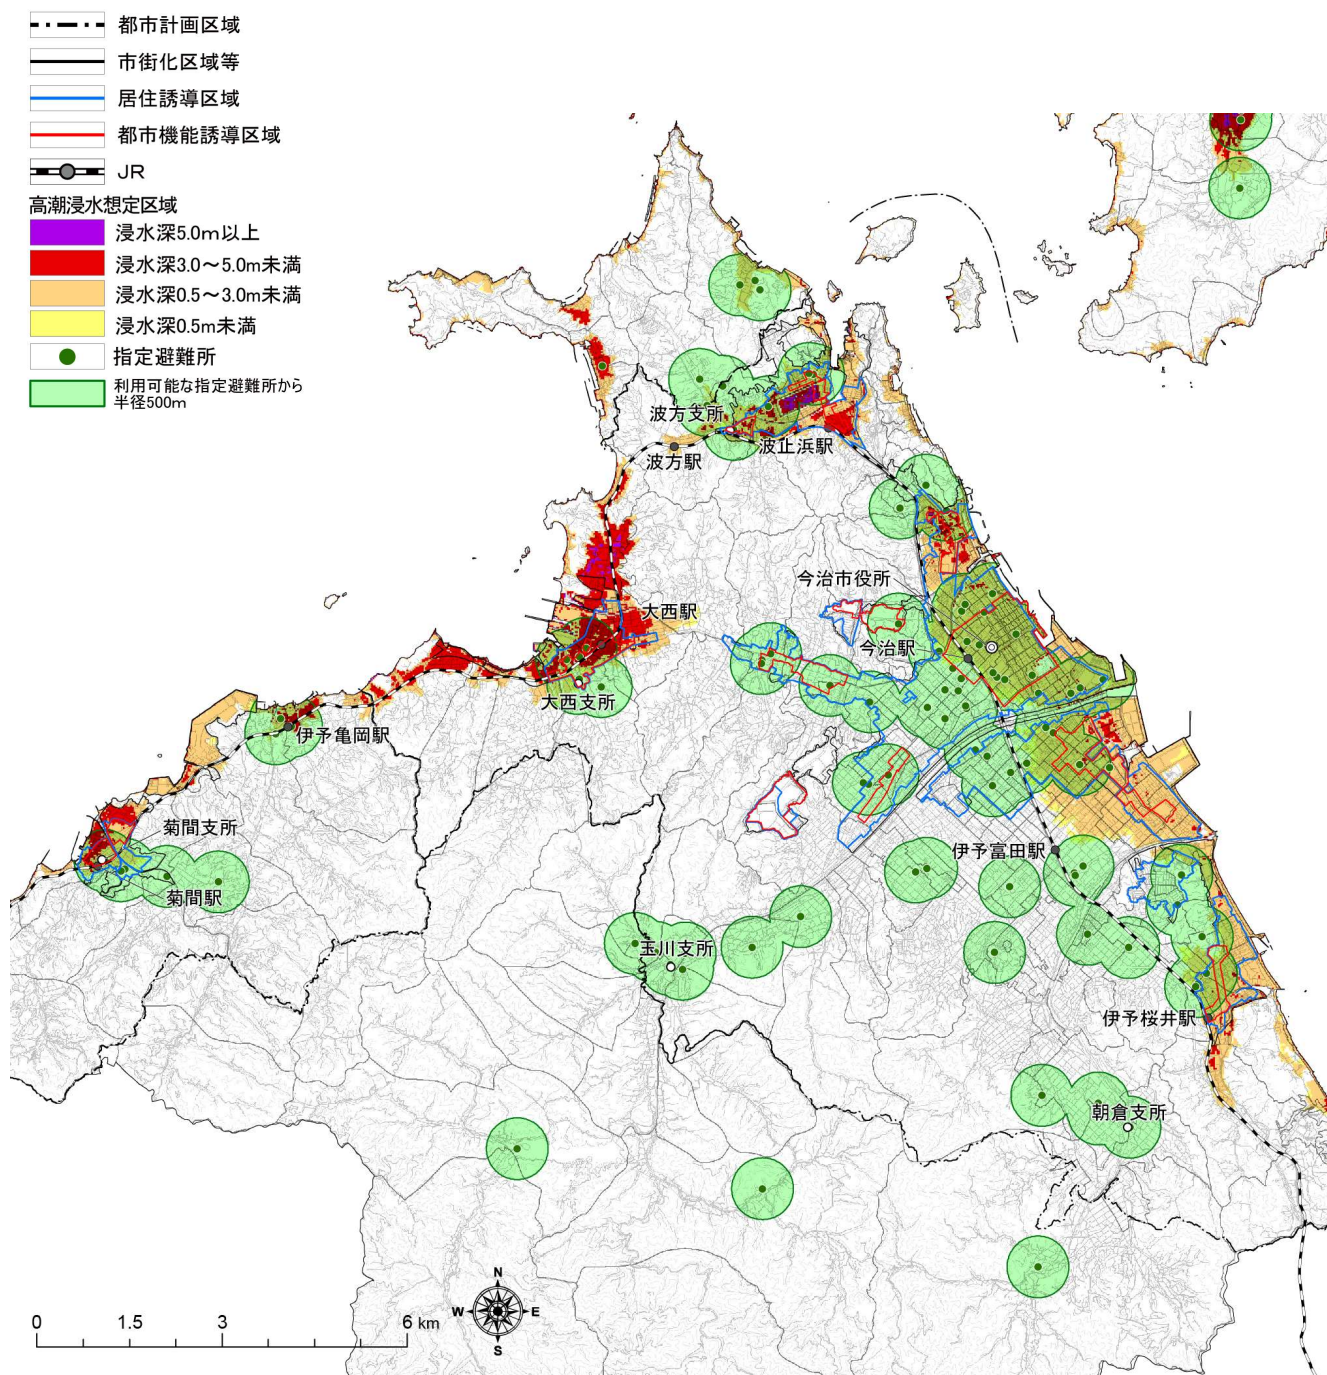 都市計画区域
市街化区域等
居住誘導区域
都市機能誘導区域
JR
高潮浸水想定区域
浸水深5.0m以上
浸水深3.0～5.0m未満
浸水深0.5～3.0m未満
浸水深0.5m未満
指定避難所
利用可能な指定避難所から
半径500m
波方支所
波止浜駅
波方駅
今治市役所
大西駅
今治駅
大西支所
伊予亀岡駅
菊間支所
伊予富田駅
菊間駅
玉川支所
伊予桜井駅
朝倉支所
N
W
E
S
0
1.5
3
6 km